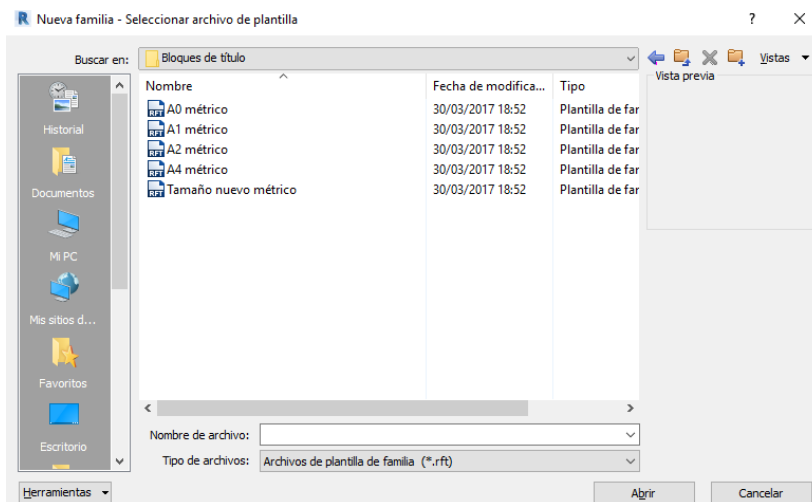 Nueva familia - Seleccionar archivo de plantilla
Buscar en: Bloques de título Vistas
Vista previa
Nombre Fecha de modifica... Tipo
A0 métrico 30/03/2017 18:52 Plantilla de far
A1 métrico 30/03/2017 18:52 Plantilla de far
A2 métrico 30/03/2017 18:52 Plantilla de far
A4 métrico 30/03/2017 18:52 Plantilla de far
Tamaño nuevo métrico 30/03/2017 18:52 Plantilla de far
Historial
Documentos
Mi PC
Mis sitios d...
Favoritos
Escritorio
Nombre de archivo:
Tipo de archivos: Archivos de plantilla de familia (*.rft)
Herramientas Abrir Cancelar